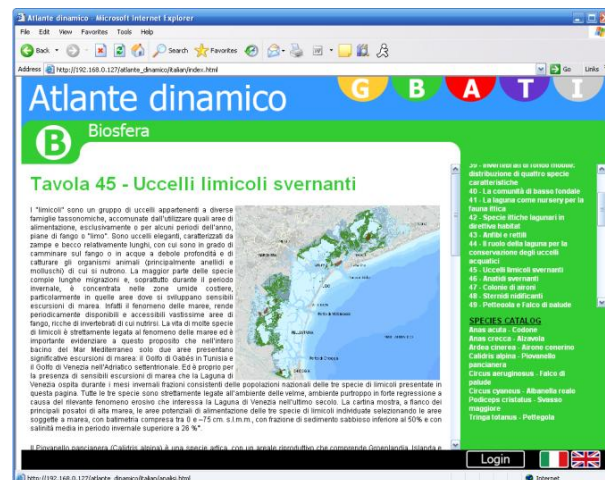 Atlante dinamico - Microsoft Internet Explorer
File Edit View Favorites Tools Help
Back Search Favorites
Address http://192.168.0.127/atlante_dinamico/italian/index.html Go Links
Atlante dinamico
G B A T I
B Biosfera
Tavola 45 - Uccelli limicoli svernanti
I "limicoli" sono un gruppo di uccelli appartenenti a diverse
famiglie tassonomiche, accomunate dall'utilizzare quali aree di
alimentazione, esclusivamente o per alcuni periodi dell'anno,
piane di fango o "limo". Sono uccelli eleganti, caratterizzati da
zampe e becco relativamente lunghi, con cui sono in grado di
camminare sul fango o in acque a debole profondità e di
catturare gli organismi animali (principalmente anellidi e
molluschi) di cui si nutrono. La maggior parte delle specie
compie lunghe migrazioni e, soprattutto durante il periodo
invernale, è concentrata nelle zone umide costiere,
particolarmente in quelle aree dove si sviluppano sensibili
escursioni di marea. Infatti il fenomeno delle maree, rende
periodicamente disponibili e accessibili vastissime aree di
fango, ricche di invertebrati di cui nutrirsi. La vita di molte specie
di limicoli è strettamente legata al fenomeno delle maree ed è
importante evidenziare a questo proposito che nell'intero
bacino del Mar Mediterraneo solo due aree presentano
significative escursioni di marea: il Golfo di Gabès in Tunisia e
il Golfo di Venezia nell'Adriatico settentrionale. Ed è proprio per
la presenza di sensibili escursioni di marea che la Laguna di
Venezia ospita durante i mesi invernali frazioni consistenti delle popolazioni nazionali delle tre specie di limicoli presentate in
questa pagina. Tutte le tre specie sono strettamente legate all'ambiente delle velme, ambiente purtroppo in forte regressione a
causa del rilevante fenomeno erosivo che interessa la Laguna di Venezia nell'ultimo secolo. La cartina mostra, a fianco dei
principali posatoi di alta marea, le aree potenziali di alimentazione delle tre specie di limicoli individuate selezionando le aree
soggette a marea, con batimetria compresa tra 0 e –75 cm. s.l.m.m., con frazione di sedimento sabbioso inferiore al 50% e con
salinità media in periodo invernale superiore a 26 %°.
Il Piovanello pancianera (Calidris alpina) è una specie artica, con un areale riproduttivo che comprende Groenlandia, Islanda e
39 - Invertebrati di fondo mobile:
distribuzione di quattro specie
caratteristiche
40 - La comunità di basso fondale
41 - La laguna come nursery per la
fauna ittica
42 - Specie ittiche lagunari in
direttiva habitat
43 - Anfibi e rettili
44 - Il ruolo della laguna per la
conservazione degli uccelli
acquatici
45 - Uccelli limicoli svernanti
46 - Anatidi svernanti
47 - Colonie di aironi
48 - Sternidi nidificanti
49 - Pettegola e Falco di palude
SPECIES CATALOG
Anas acuta - Codone
Anas crecca - Alzavola
Ardea cinerea - Airone cenerino
Calidris alpina - Piovanello
pancianera
Circus aeruginosus - Falco di
palude
Circus cyaneus - Albanella reale
Podiceps cristatus - Svasso
maggiore
Tringa totanus - Pettegola
Login
http://192.168.0.127/atlante_dinamico/italian/analisi.html Internet